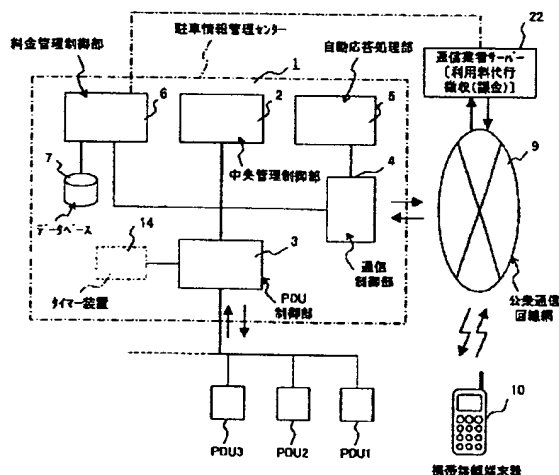 駐車情報管理センター
料金管理制御部
自動応答処理部
22
通信業者サーバー
[利用料代行
徴収(課金)]
1
6
2
5
9
7
中央管理制御部
4
データベース
14
3
通信
制御部
タイマー装置
PDU
制御部
公衆通信
回線網
10
PDU3
PDU2
PDU1
携帯無線端末器